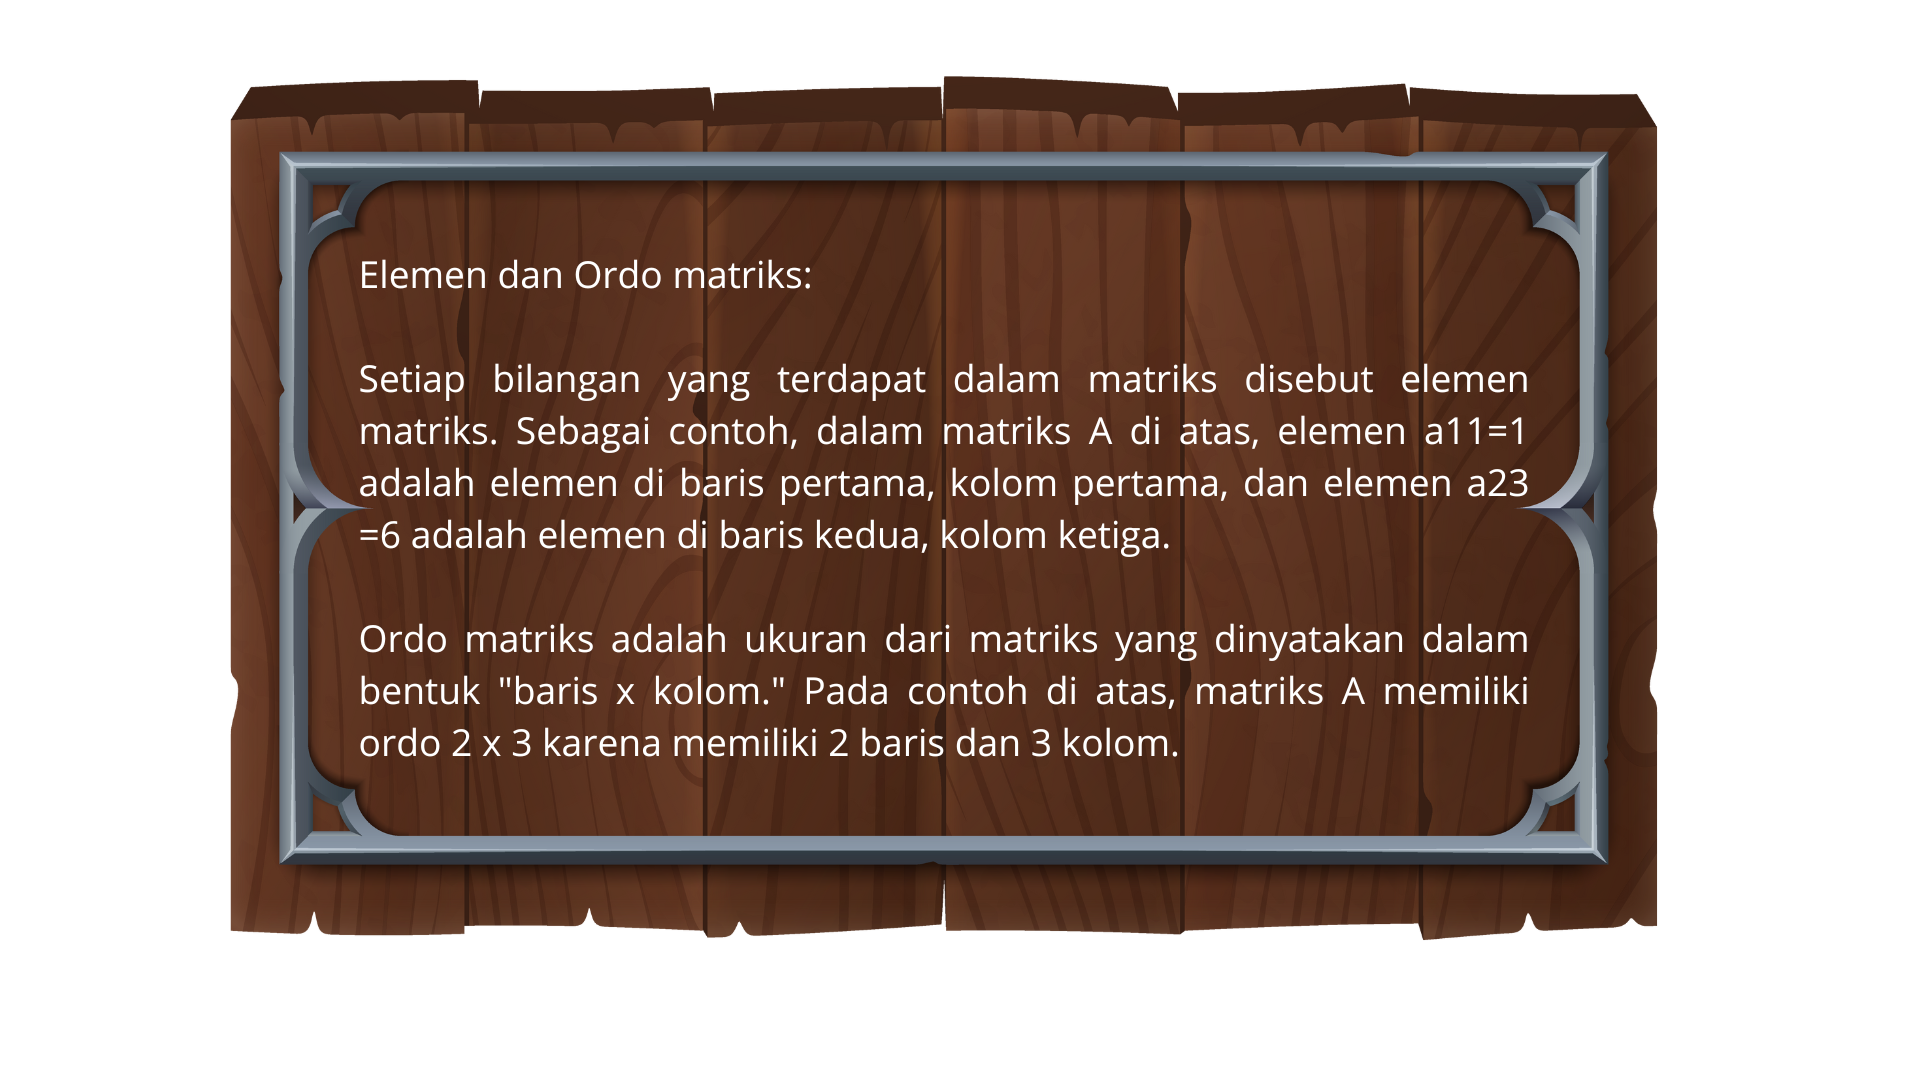 Elemen dan Ordo matriks:
Setiap bilangan yang terdapat dalam matriks disebut elemen
matriks. Sebagai contoh, dalam matriks A di atas, elemen a11=1
adalah elemen di baris pertama, kolom pertama, dan elemen a23
=6 adalah elemen di baris kedua, kolom ketiga.
Ordo matriks adalah ukuran dari matriks yang dinyatakan dalam
bentuk "baris x kolom." Pada contoh di atas, matriks A memiliki
ordo 2 x 3 karena memiliki 2 baris dan 3 kolom.